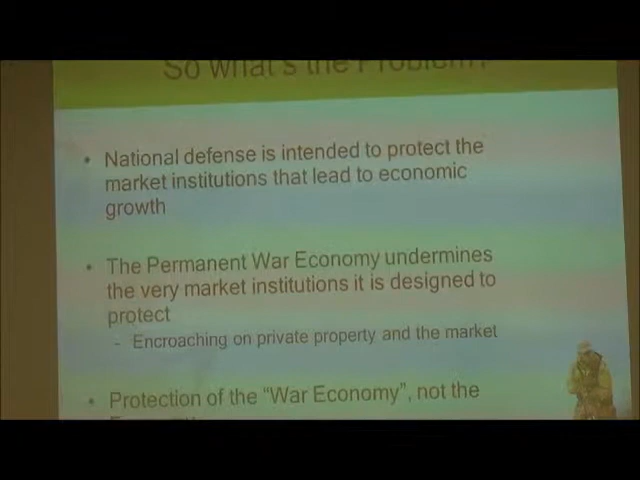 So What's the Problem?
• National defense is intended to protect the
market institutions that lead to economic
growth
• The Permanent War Economy undermines
the very market institutions it is designed to
protect
- Encroaching on private property and the market
• Protection of the "War Economy", not the